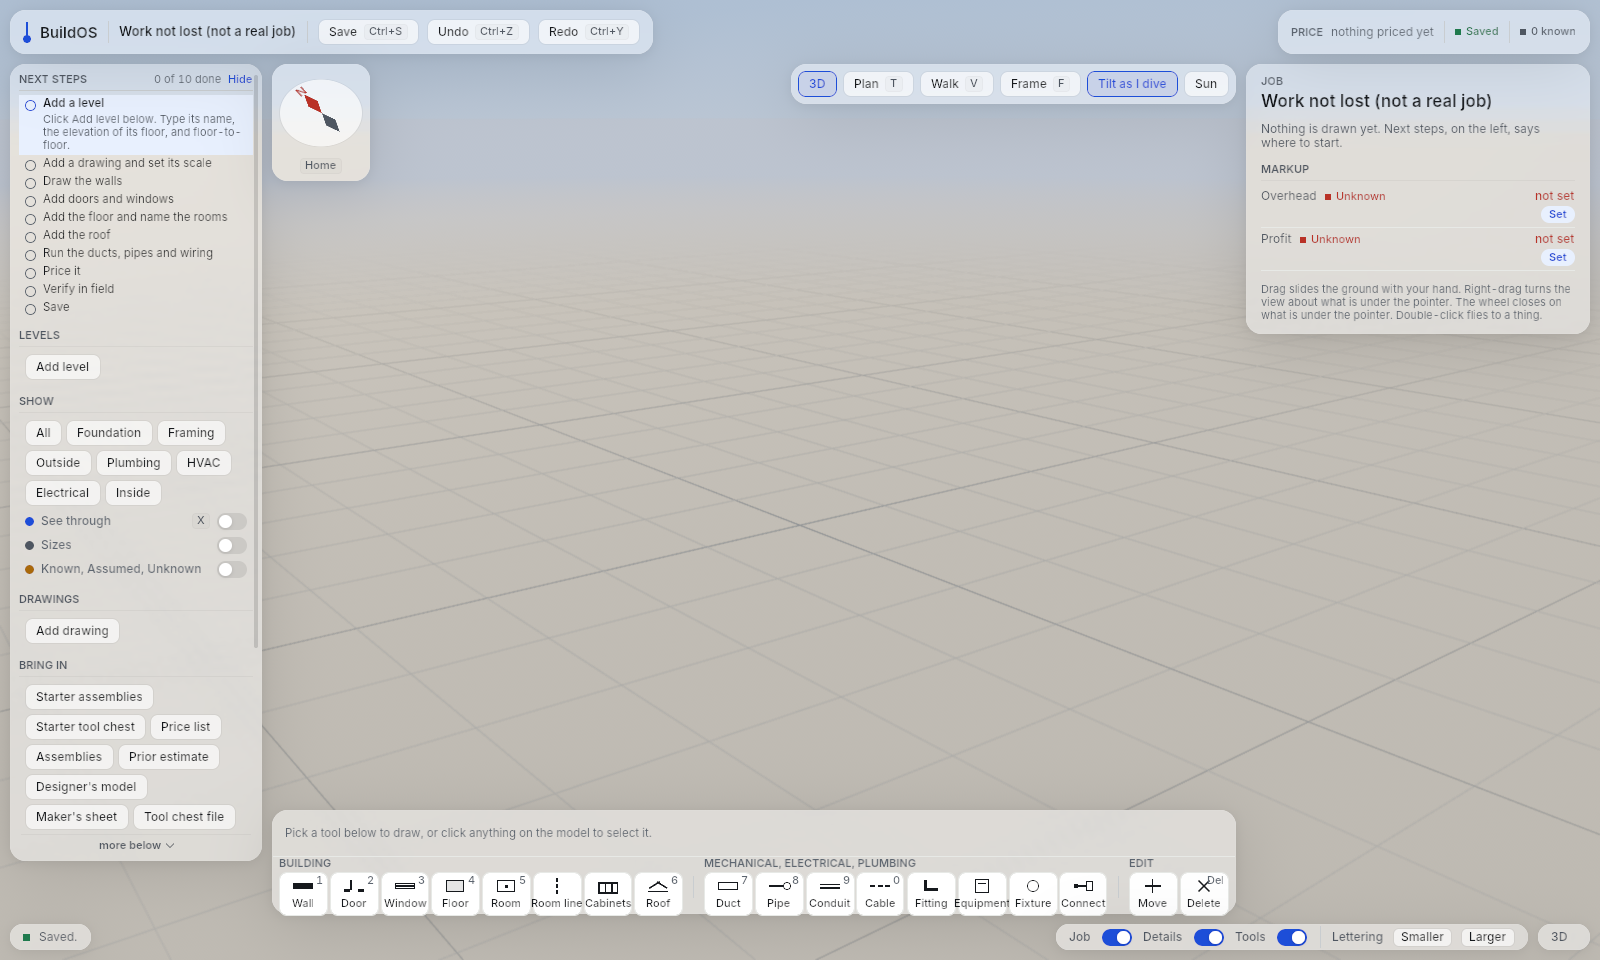 BuildOS
Work not lost (not a real job)
Save Ctrl+S
Undo Ctrl+Z
Redo Ctrl+Y
PRICE nothing priced yet
Saved
0 known
NEXT STEPS
0 of 10 done Hide
Add a level
Click Add level below. Type its name,
the elevation of its floor, and floor-to-
floor.
Add a drawing and set its scale
Draw the walls
Add doors and windows
Add the floor and name the rooms
Add the roof
Run the ducts, pipes and wiring
Price it
Verify in field
Save
LEVELS
Add level
SHOW
All Foundation Framing
Outside Plumbing HVAC
Electrical Inside
See through X
Sizes
Known, Assumed, Unknown
DRAWINGS
Add drawing
BRING IN
Starter assemblies
Starter tool chest Price list
Assemblies Prior estimate
Designer's model
Maker's sheet Tool chest file
more below
N
Home
3D
Plan T
Walk V
Frame F
Tilt as I dive
Sun
JOB
Work not lost (not a real job)
Nothing is drawn yet. Next steps, on the left, says
where to start.
MARKUP
Overhead Unknown not set
Set
Profit Unknown not set
Set
Drag slides the ground with your hand. Right-drag turns the
view about what is under the pointer. The wheel closes on
what is under the pointer. Double-click flies to a thing.
Pick a tool below to draw, or click anything on the model to select it.
BUILDING
1 2 3 4 5 6
Wall Door Window Floor Room Room line Cabinets Roof
MECHANICAL, ELECTRICAL, PLUMBING
7 8 9 0
Duct Pipe Conduit Cable Fitting Equipment Fixture Connect
EDIT
Del
Move Delete
Saved.
Job Details Tools Lettering Smaller Larger
3D